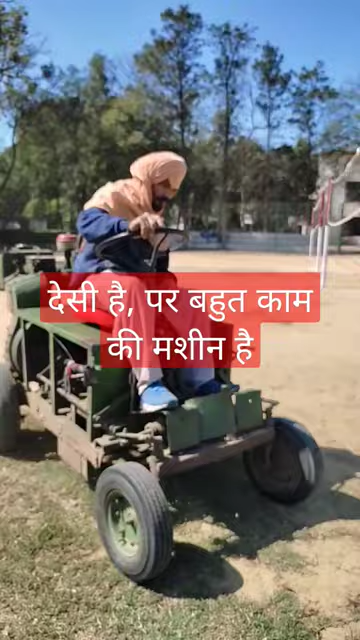 देसी है, पर बहुत काम
की मशीन है